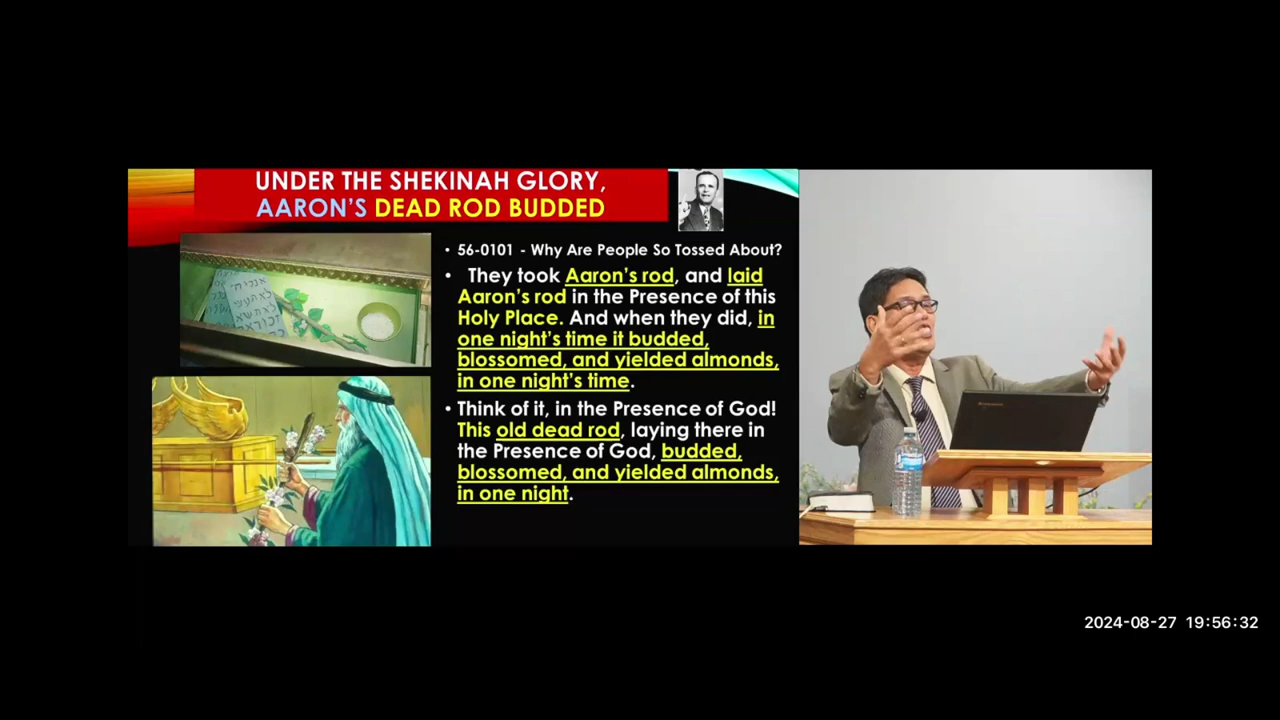 UNDER THE SHEKINAH GLORY,
AARON'S DEAD ROD BUDDED
• 56-0101 - Why Are People So Tossed About?
• They took Aaron's rod, and laid
Aaron's rod in the Presence of this
Holy Place. And when they did, in
one night's time it budded,
blossomed, and yielded almonds,
in one night's time.
• Think of it, in the Presence of God!
This old dead rod, laying there in
the Presence of God, budded,
blossomed, and yielded almonds,
in one night.
2024-08-27 19:56:32